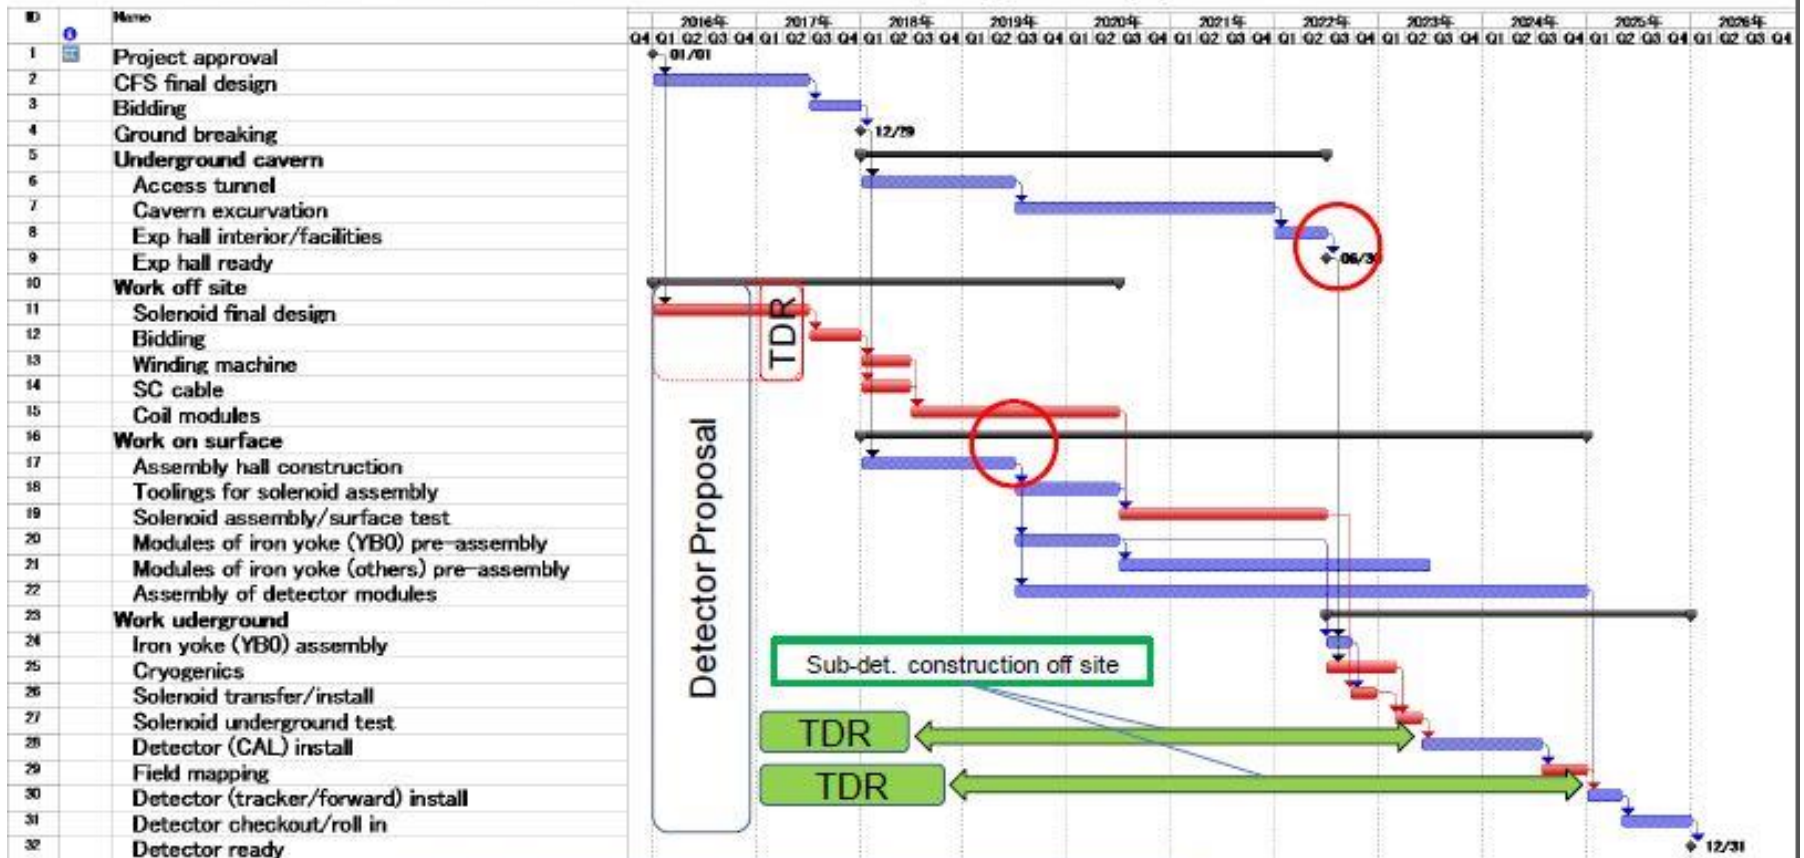 ID Name 2016年 2017年 2018年 2019年 2020年 2021年 2022年 2023年 2024年 2025年 2026年
Q4 Q1 Q2 Q3 Q4 Q1 Q2 Q3 Q4 Q1 Q2 Q3 Q4 Q1 Q2 Q3 Q4 Q1 Q2 Q3 Q4 Q1 Q2 Q3 Q4 Q1 Q2 Q3 Q4 Q1 Q2 Q3 Q4 Q1 Q2 Q3 Q4 Q1 Q2 Q3 Q4 Q1 Q2 Q3 Q4
1 Project approval 01/01
2 CFS final design
3 Bidding
4 Ground breaking 12/29
5 Underground cavern
6 Access tunnel
7 Cavern excurvation
8 Exp hall interior/facilities
9 Exp hall ready 06/30
10 Work off site
11 Solenoid final design
12 Bidding
13 Winding machine
14 SC cable
15 Coil modules
16 Work on surface
17 Assembly hall construction
18 Toolings for solenoid assembly
19 Solenoid assembly/surface test
20 Modules of iron yoke (YB0) pre-assembly
21 Modules of iron yoke (others) pre-assembly
22 Assembly of detector modules
23 Work uderground
24 Iron yoke (YB0) assembly
25 Cryogenics
26 Solenoid transfer/install
27 Solenoid underground test
28 Detector (CAL) install
29 Field mapping
30 Detector (tracker/forward) install
31 Detector checkout/roll in
32 Detector ready 12/31
TDR
Detector Proposal
Sub-det. construction off site
TDR
TDR